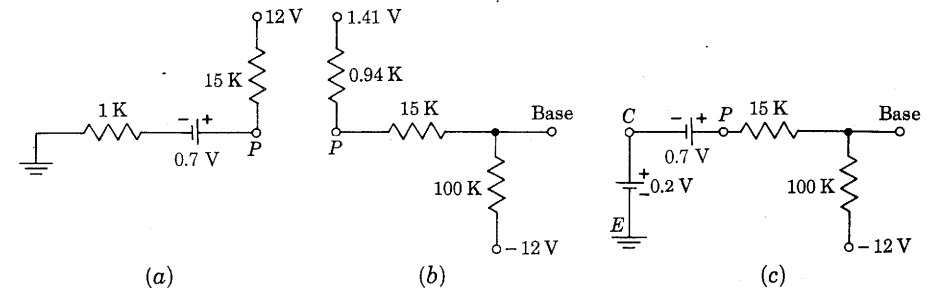 12 V
15 K
1 K
- +
0.7 V
P
(a)
1.41 V
0.94 K
15 K
Base
P
100 K
- 12 V
(b)
C
- +
P
15 K
Base
0.7 V
+
0.2 V
-
E
100 K
- 12 V
(c)